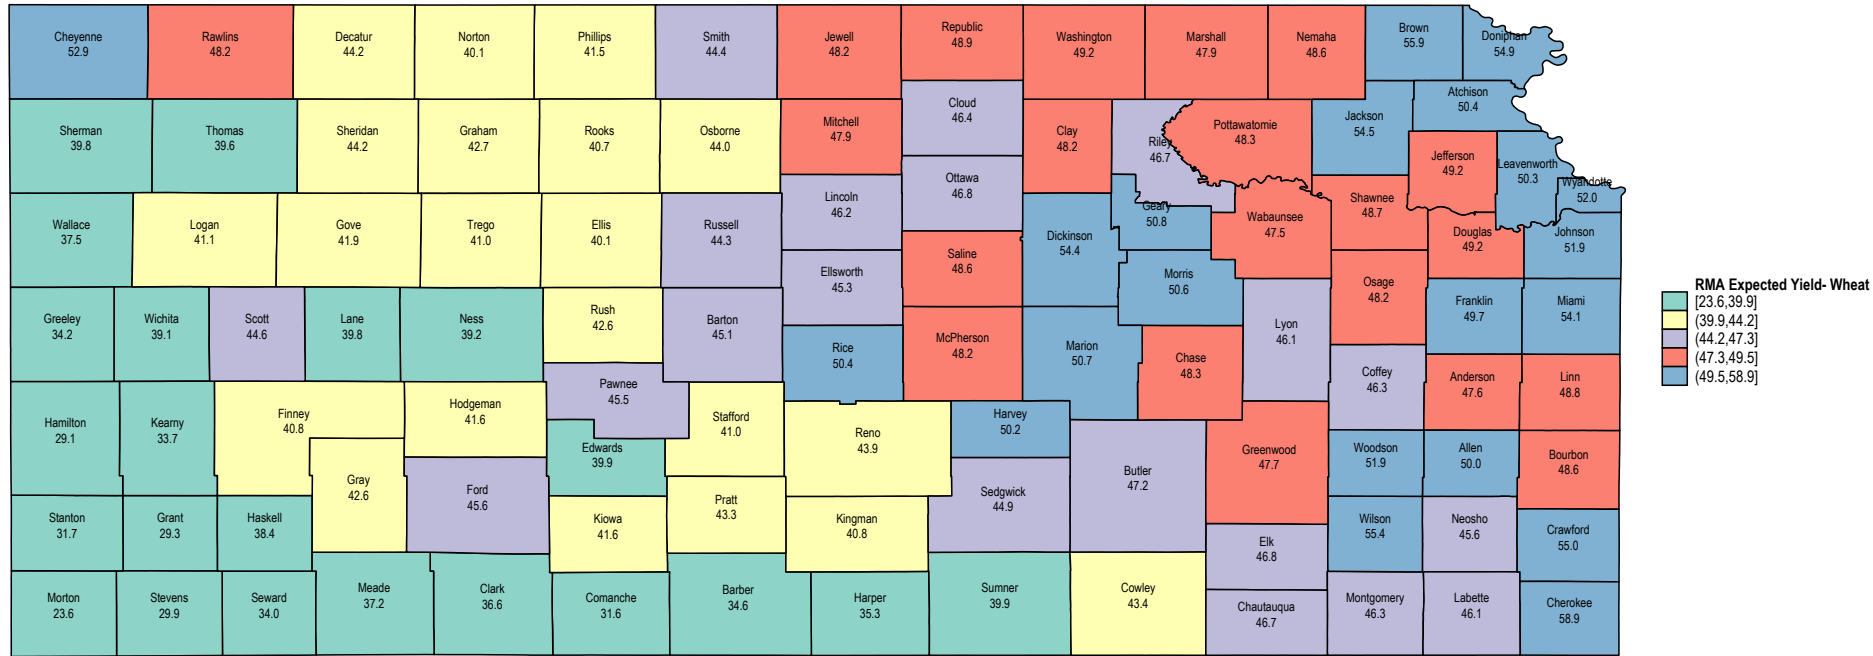 Cheyenne
52.9
Rawlins
48.2
Decatur
44.2
Norton
40.1
Phillips
41.5
Smith
44.4
Jewell
48.2
Republic
48.9
Washington
49.2
Marshall
47.9
Nemaha
48.6
Brown
55.9
Doniphan
54.9
Sherman
39.8
Thomas
39.6
Sheridan
44.2
Graham
42.7
Rooks
40.7
Osborne
44.0
Mitchell
47.9
Cloud
46.4
Clay
48.2
Riley
46.7
Pottawatomie
48.3
Jackson
54.5
Atchison
50.4
Jefferson
49.2
Leavenworth
50.3
Wyandotte
52.0
Wallace
37.5
Logan
41.1
Gove
41.9
Trego
41.0
Ellis
40.1
Russell
44.3
Lincoln
46.2
Ottawa
46.8
Saline
48.6
Dickinson
54.4
Geary
50.8
Wabaunsee
47.5
Shawnee
48.7
Douglas
49.2
Johnson
51.9
Ellsworth
45.3
Morris
50.6
Osage
48.2
Franklin
49.7
Miami
54.1
Greeley
34.2
Wichita
39.1
Scott
44.6
Lane
39.8
Ness
39.2
Rush
42.6
Barton
45.1
Rice
50.4
McPherson
48.2
Marion
50.7
Chase
48.3
Lyon
46.1
Coffey
46.3
Anderson
47.6
Linn
48.8
Hamilton
29.1
Kearny
33.7
Finney
40.8
Hodgeman
41.6
Pawnee
45.5
Stafford
41.0
Edwards
39.9
Reno
43.9
Harvey
50.2
Butler
47.2
Greenwood
47.7
Woodson
51.9
Allen
50.0
Bourbon
48.6
Gray
42.6
Ford
45.6
Kiowa
41.6
Pratt
43.3
Kingman
40.8
Sedgwick
44.9
Elk
46.8
Wilson
55.4
Neosho
45.6
Crawford
55.0
Stanton
31.7
Grant
29.3
Haskell
38.4
Morton
23.6
Stevens
29.9
Seward
34.0
Meade
37.2
Clark
36.6
Comanche
31.6
Barber
34.6
Harper
35.3
Sumner
39.9
Cowley
43.4
Chautauqua
46.7
Montgomery
46.3
Labette
46.1
Cherokee
58.9
RMA Expected Yield- Wheat
[23.6,39.9]
(39.9,44.2]
(44.2,47.3]
(47.3,49.5]
(49.5,58.9]